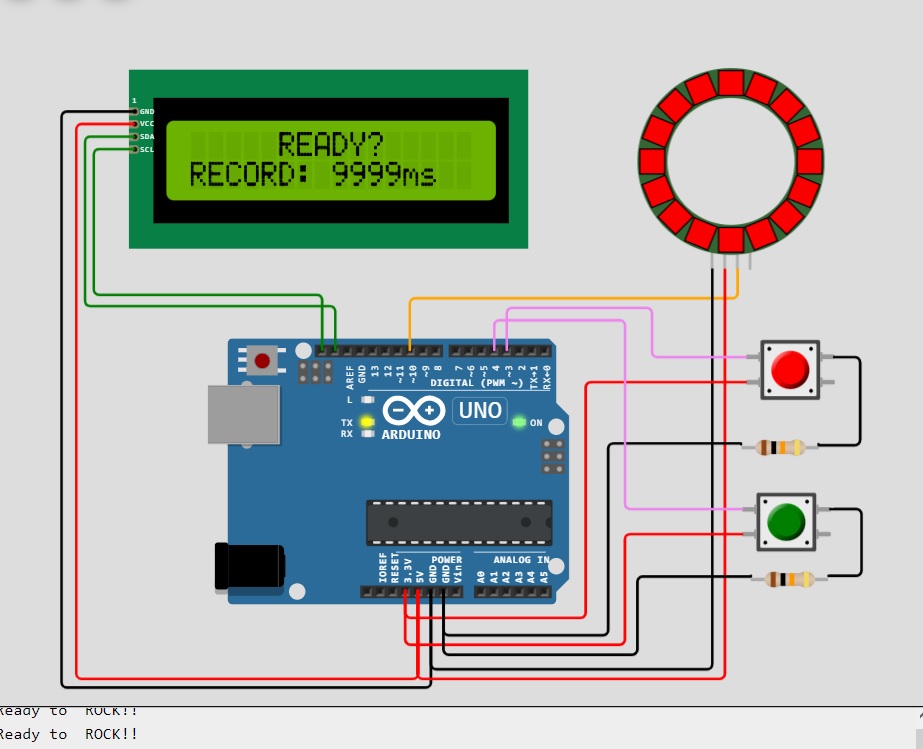 1
GND
VCC
SDA
SCL
READY?
RECORD: 9999ms
AREF
GND
13
12
~11
~10
~9
8
7
~6
~5
4
~3
2
TX→1
RX←0
DIGITAL (PWM ~)
L
TX
RX
UNO
ON
ARDUINO
IOREF
RESET
3.3V
5V
GND
GND
Vin
POWER
ANALOG IN
A0
A1
A2
A3
A4
A5
Ready to  ROCK!!
Ready to  ROCK!!